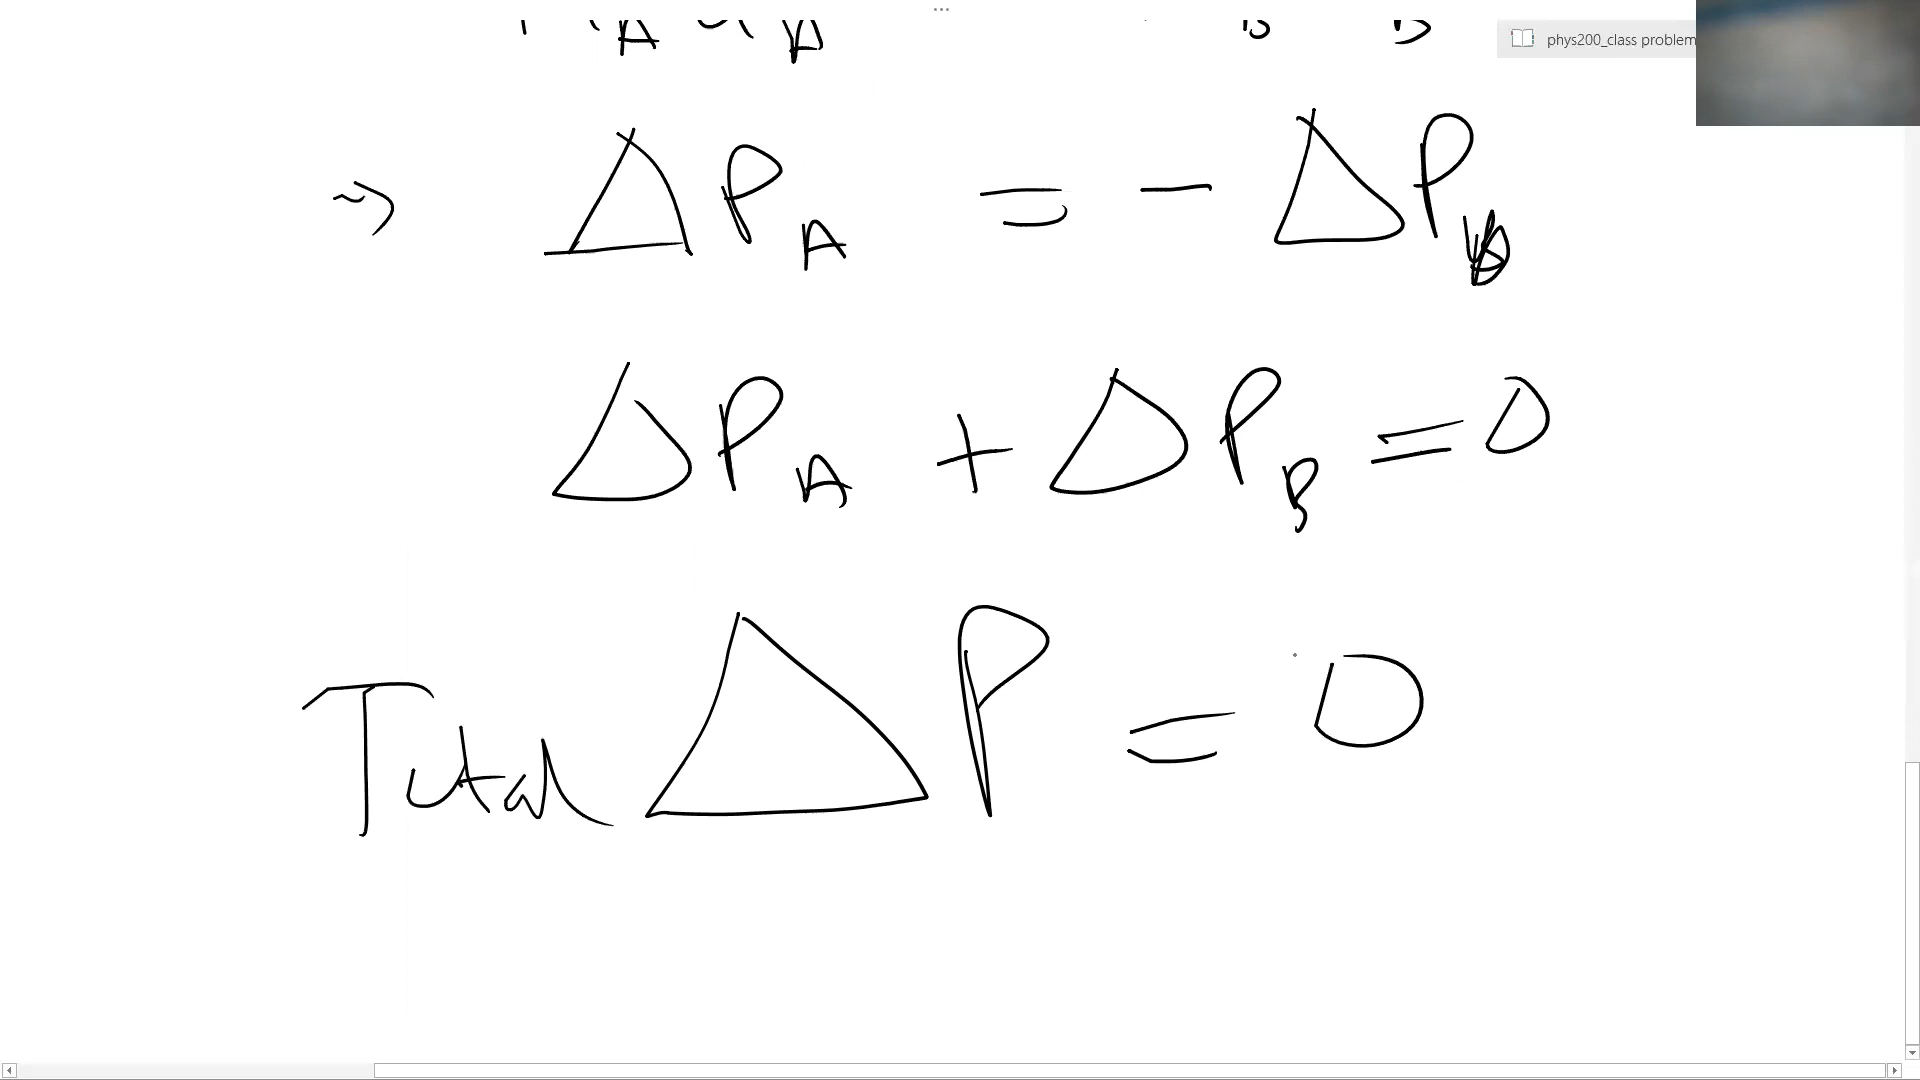 phys200_class problem
→ ΔP_A = - ΔP_B
ΔP_A + ΔP_B = 0
Total ΔP = 0